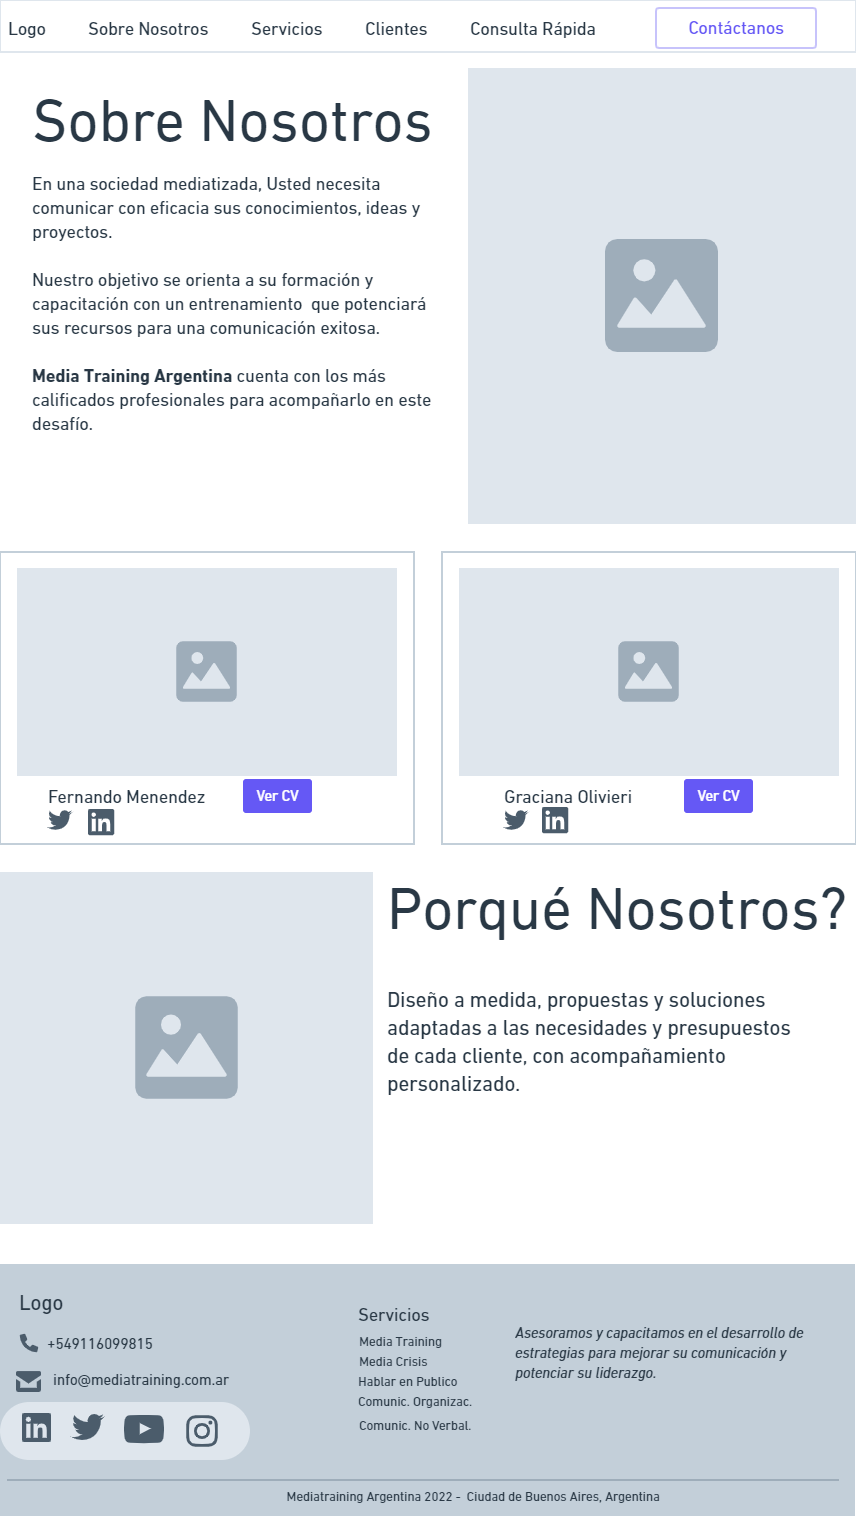 Logo Sobre Nosotros Servicios Clientes Consulta Rápida Contáctanos
Sobre Nosotros
En una sociedad mediatizada, Usted necesita
comunicar con eficacia sus conocimientos, ideas y
proyectos.
Nuestro objetivo se orienta a su formación y
capacitación con un entrenamiento que potenciará
sus recursos para una comunicación exitosa.
Media Training Argentina cuenta con los más
calificados profesionales para acompañarlo en este
desafío.
Fernando Menendez Ver CV
Graciana Olivieri Ver CV
Porqué Nosotros?
Diseño a medida, propuestas y soluciones
adaptadas a las necesidades y presupuestos
de cada cliente, con acompañamiento
personalizado.
Logo
+549116099815
info@mediatraining.com.ar
Servicios
Media Training
Media Crisis
Hablar en Publico
Comunic. Organizac.
Comunic. No Verbal.
Asesoramos y capacitamos en el desarrollo de
estrategias para mejorar su comunicación y
potenciar su liderazgo.
Mediatraining Argentina 2022 - Ciudad de Buenos Aires, Argentina